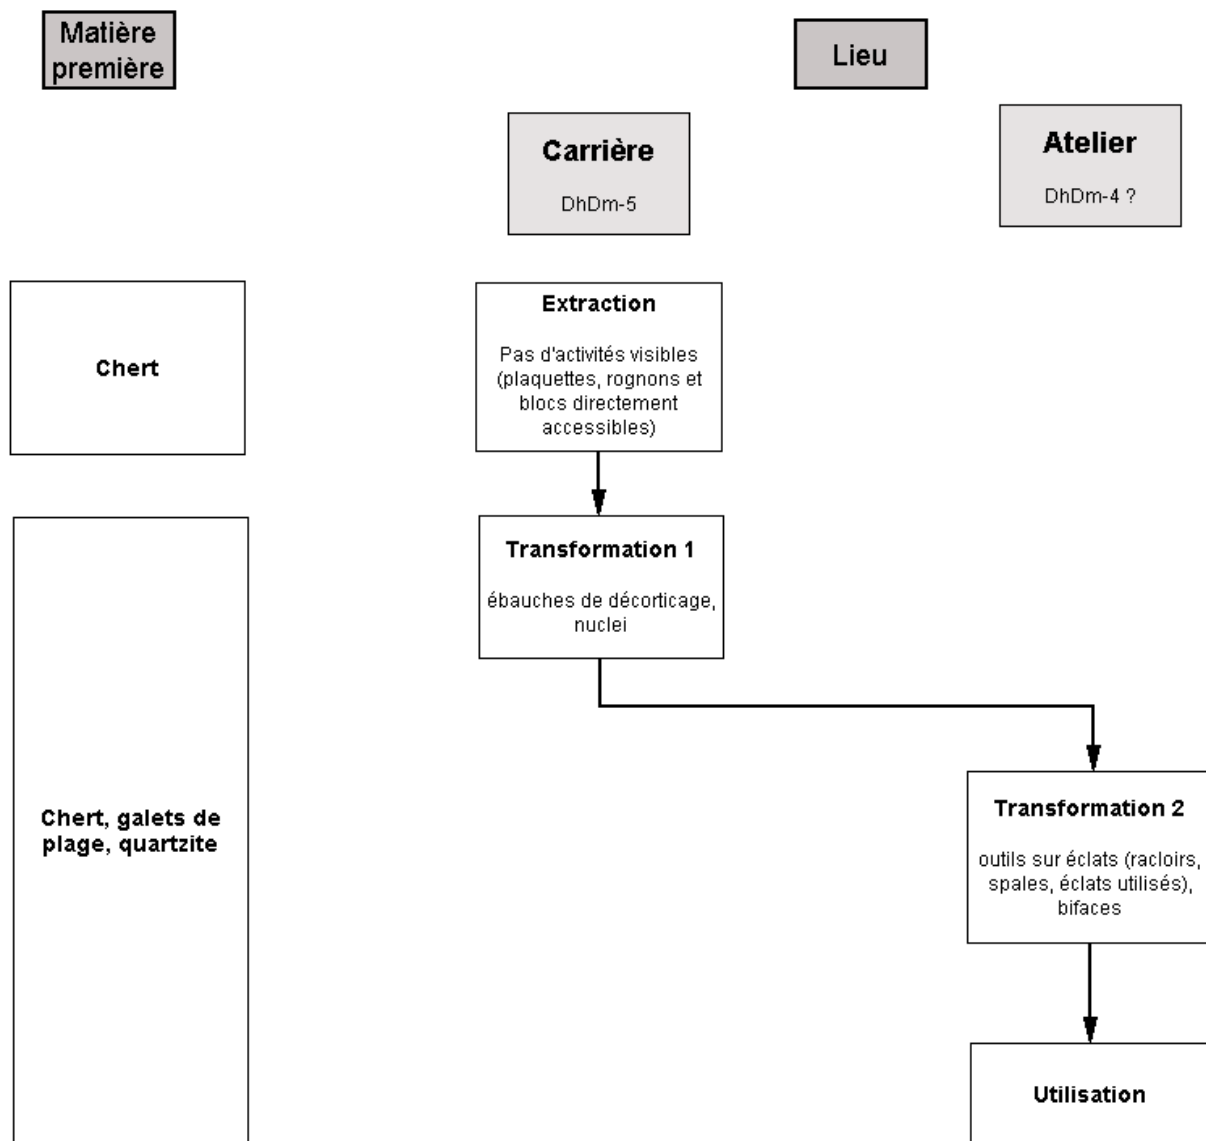 Matière
première
Lieu
Carrière
DhDm-5
Atelier
DhDm-4 ?
Chert
Extraction
Pas d'activités visibles
(plaquettes, rognons et
blocs directement
accessibles)
Transformation 1
ébauches de décorticage,
nuclei
Chert, galets de
plage, quartzite
Transformation 2
outils sur éclats (racloirs,
spales, éclats utilisés),
bifaces
Utilisation